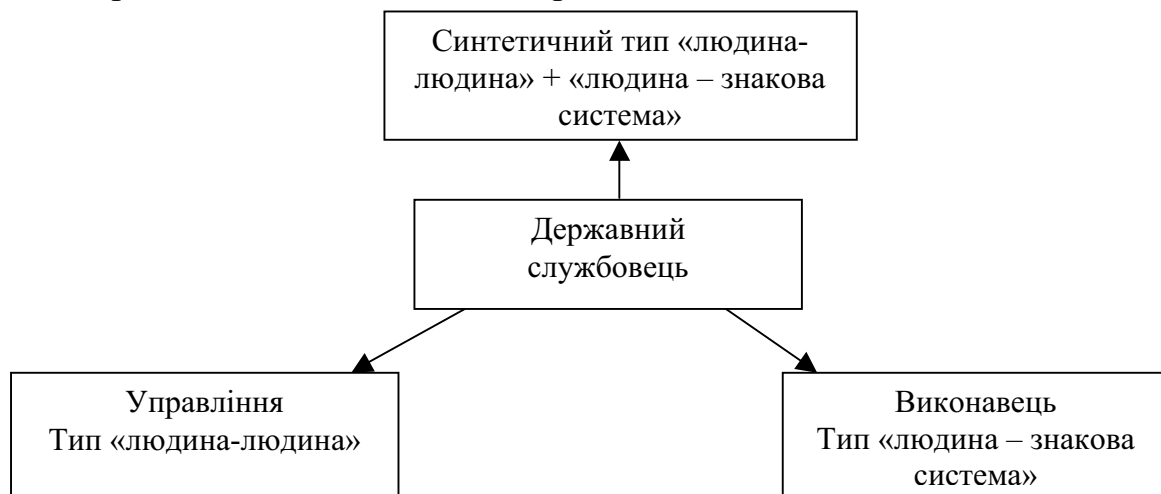 Синтетичний тип «людина-
людина» + «людина – знакова
система»
Державний
службовець
Управління
Тип «людина-людина»
Виконавець
Тип «людина – знакова
система»